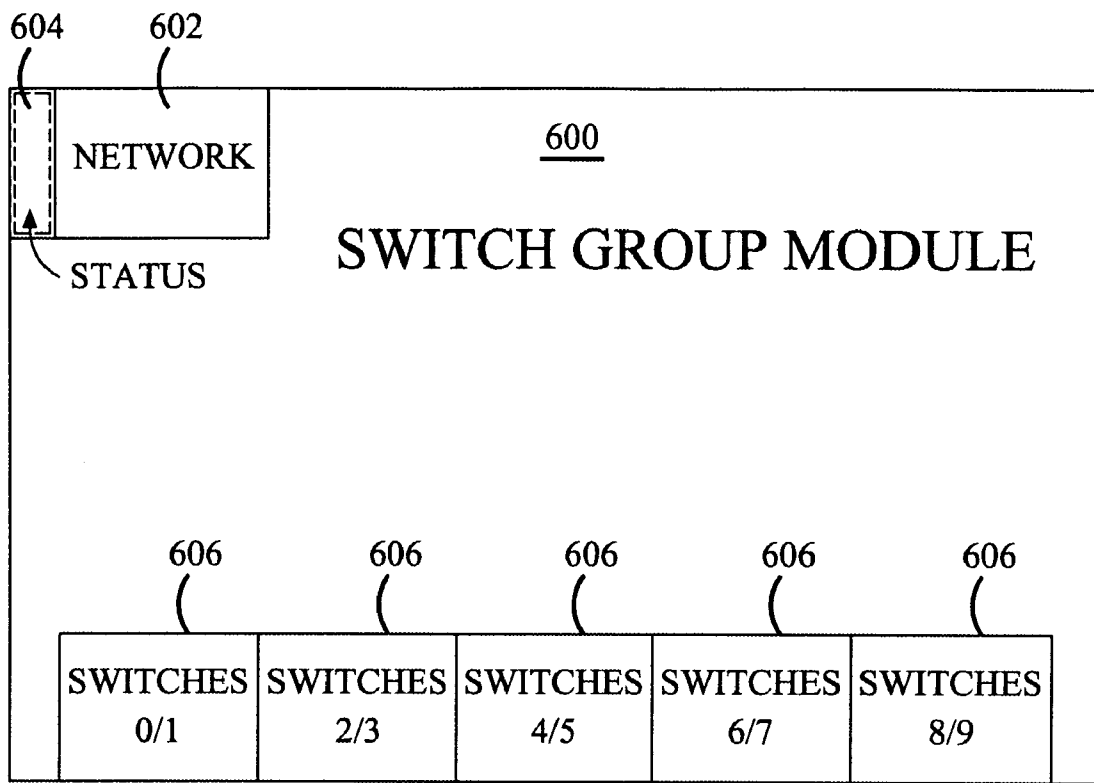 604 602
NETWORK
600
SWITCH GROUP MODULE
STATUS
606 606 606 606 606
SWITCHES SWITCHES SWITCHES SWITCHES SWITCHES
0/1 2/3 4/5 6/7 8/9